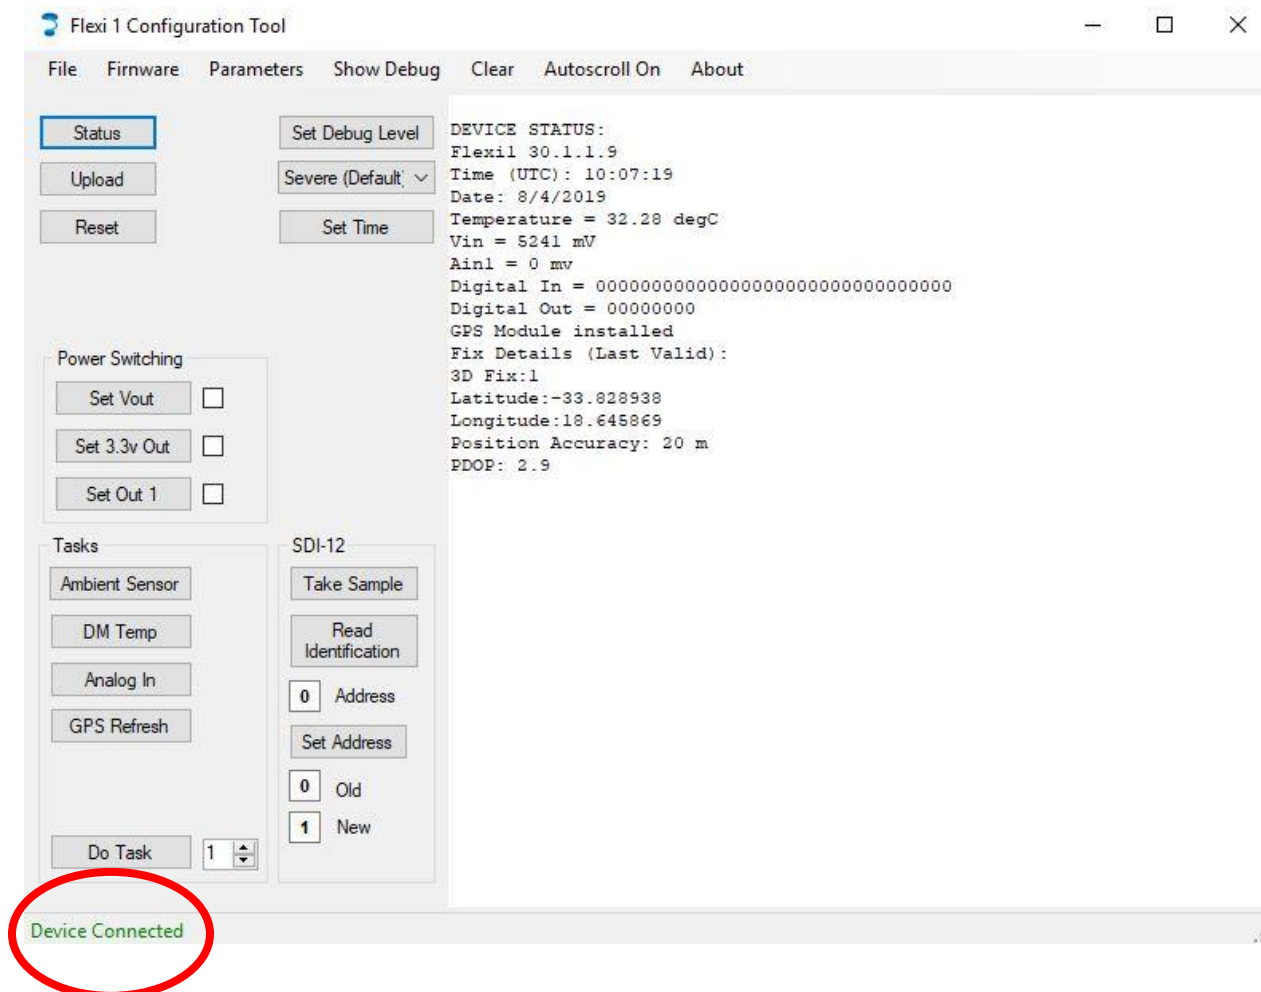 Flexi 1 Configuration Tool
File Firmware Parameters Show Debug Clear Autoscroll On About
Status
Set Debug Level
Upload
Severe (Default)
Reset
Set Time
DEVICE STATUS:
Flexi1 30.1.1.9
Time (UTC): 10:07:19
Date: 8/4/2019
Temperature = 32.28 degC
Vin = 5241 mV
Ain1 = 0 mv
Digital In = 00000000000000000000000000000000
Digital Out = 00000000
GPS Module installed
Fix Details (Last Valid):
3D Fix:1
Latitude:-33.828938
Longitude:18.645869
Position Accuracy: 20 m
PDOP: 2.9
Power Switching
Set Vout
Set 3.3v Out
Set Out 1
Tasks
Ambient Sensor
DM Temp
Analog In
GPS Refresh
Do Task 1
SDI-12
Take Sample
Read
Identification
0 Address
Set Address
0 Old
1 New
Device Connected